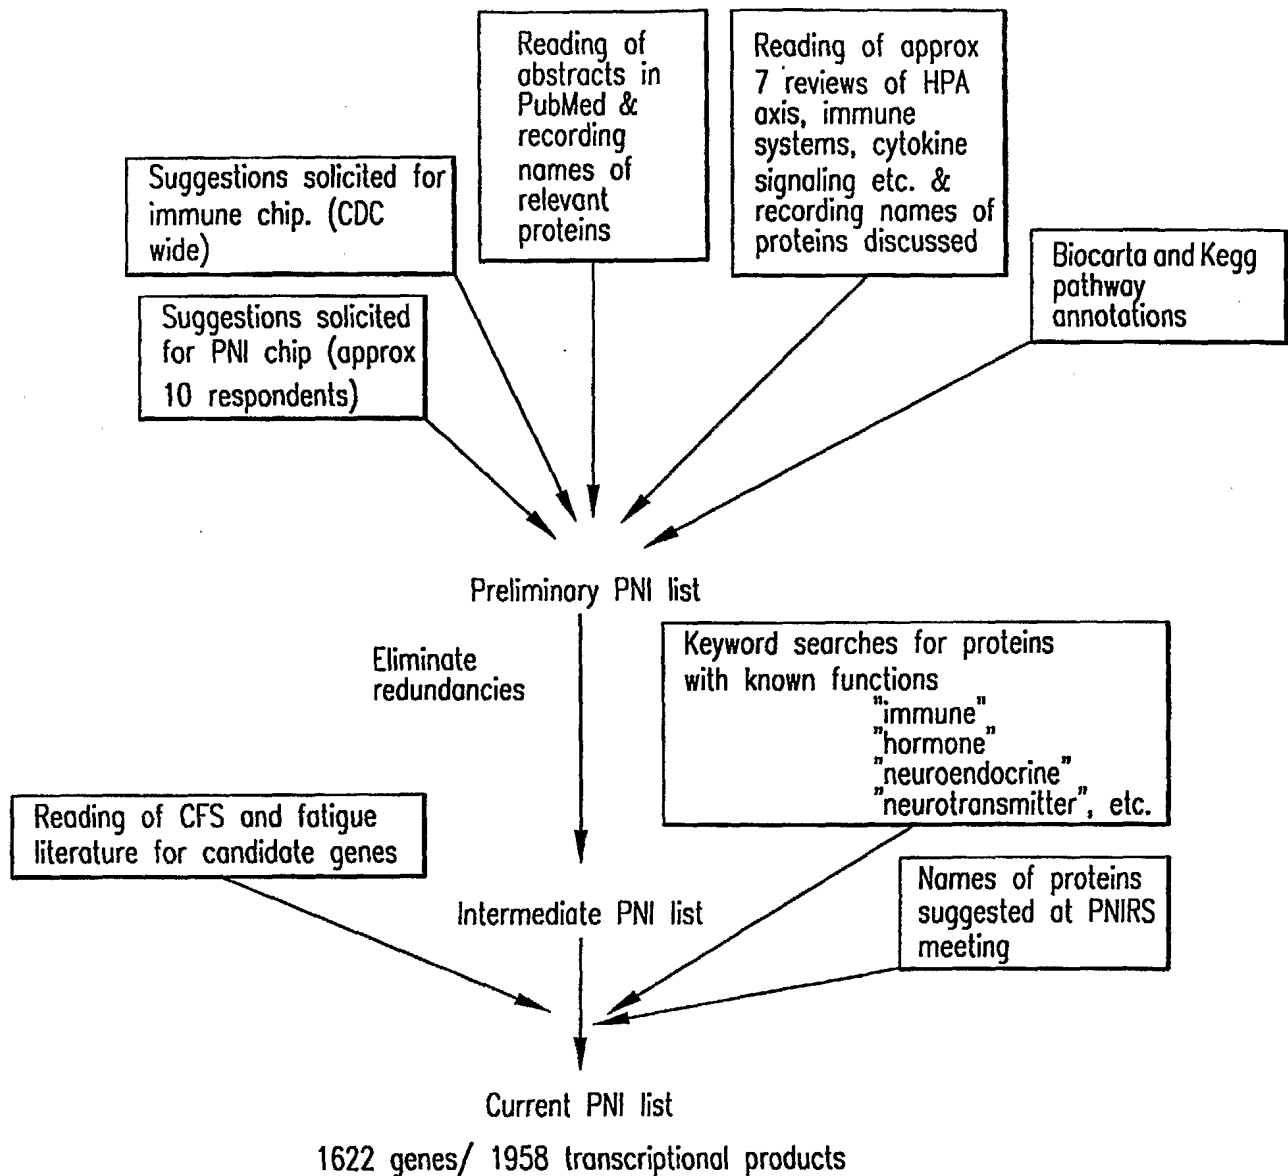 Reading of
abstracts in
PubMed &
recording
names of
relevant
proteins
Reading of approx
7 reviews of HPA
axis, immune
systems, cytokine
signaling etc. &
recording names of
proteins discussed
Suggestions solicited for
immune chip. (CDC
wide)
Biocarta and Kegg
pathway
annotations
Suggestions solicited
for PNI chip (approx
10 respondents)
Preliminary PNI list
Eliminate
redundancies
Keyword searches for proteins
with known functions
"immune"
"hormone"
"neuroendocrine"
"neurotransmitter", etc.
Reading of CFS and fatigue
literature for candidate genes
Names of proteins
suggested at PNIRS
meeting
Intermediate PNI list
Current PNI list
1622 genes/ 1958 transcriptional products